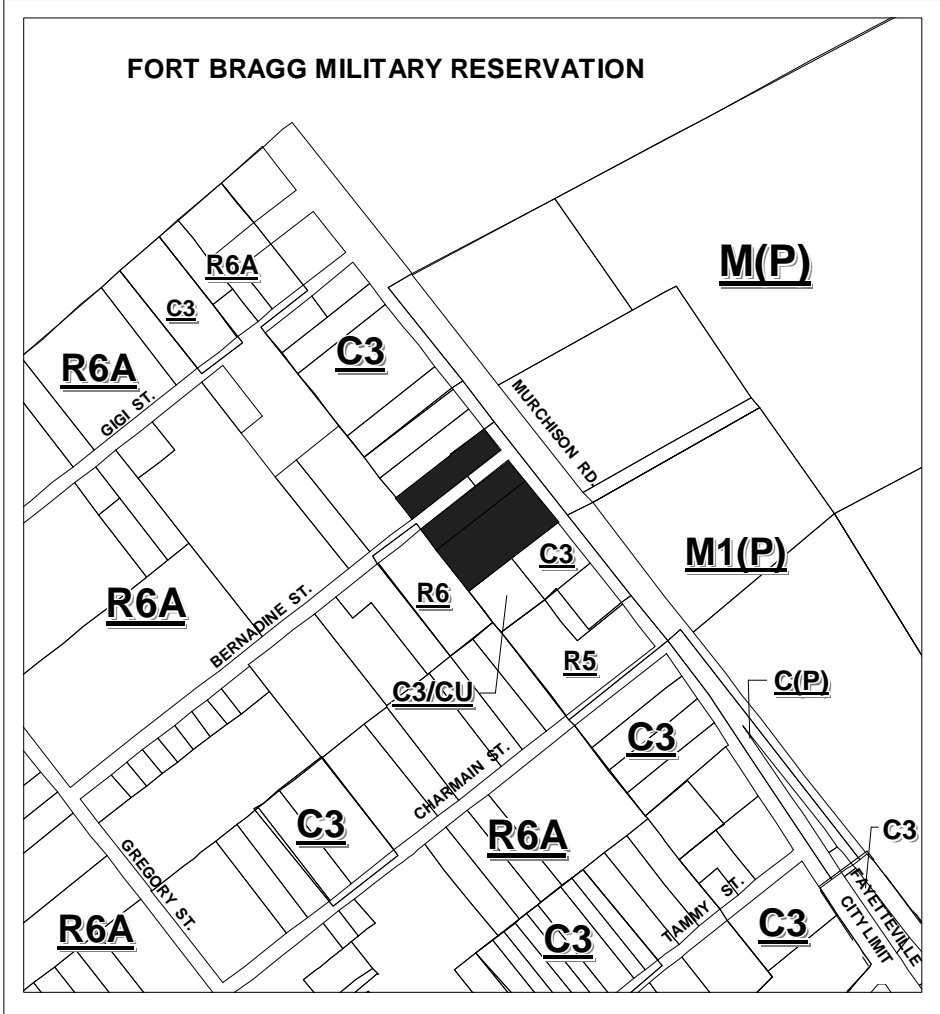 FORT BRAGG MILITARY RESERVATION
M(P)
R6A
C3
C3
R6A
GIGI ST.
MURCHISON RD.
M1(P)
C3
R6
R6A
BERNADINE ST.
R5
C3/CU
C(P)
C3
CHARMAIN ST.
C3
R6A
C3
GREGORY ST.
TAMMY ST.
FAYETTEVILLE
CITY LIMIT
R6A
C3
C3